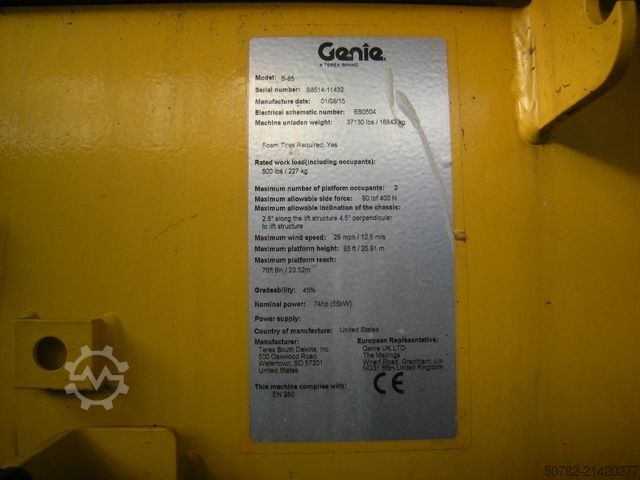 Genie
A TEREX BRAND
Model: S-85
Serial number: S8514-11432
Manufacture date: 01/08/15
Electrical schematic number: ES0504
Machine unladen weight: 37130 lbs / 16842 kg
Foam Tires Required: Yes
Rated work load(including occupants):
500 lbs / 227 kg
Maximum number of platform occupants: 2
Maximum allowable side force: 90 lbf 400 N
Maximum allowable inclination of the chassis:
2.5° along the lift structure 4.5° perpendicular
to lift structure
Maximum wind speed: 28 mph / 12.5 m/s
Maximum platform height: 85 ft / 25.91 m
Maximum platform reach:
76ft 6in / 23.32m
Gradeability: 45%
Nominal power: 74hp (55kW)
Power supply:
Country of manufacture: United States
Manufacturer:
Terex South Dakota, Inc
500 Oakwood Road
Watertown, SD 57201
United States
European Representative:
Genie UK LTD
The Maltings
Wharf Road, Grantham, Lin
NG31 6BH United Kingdom
This machine complies with:
EN 280
CE
50782-21420277